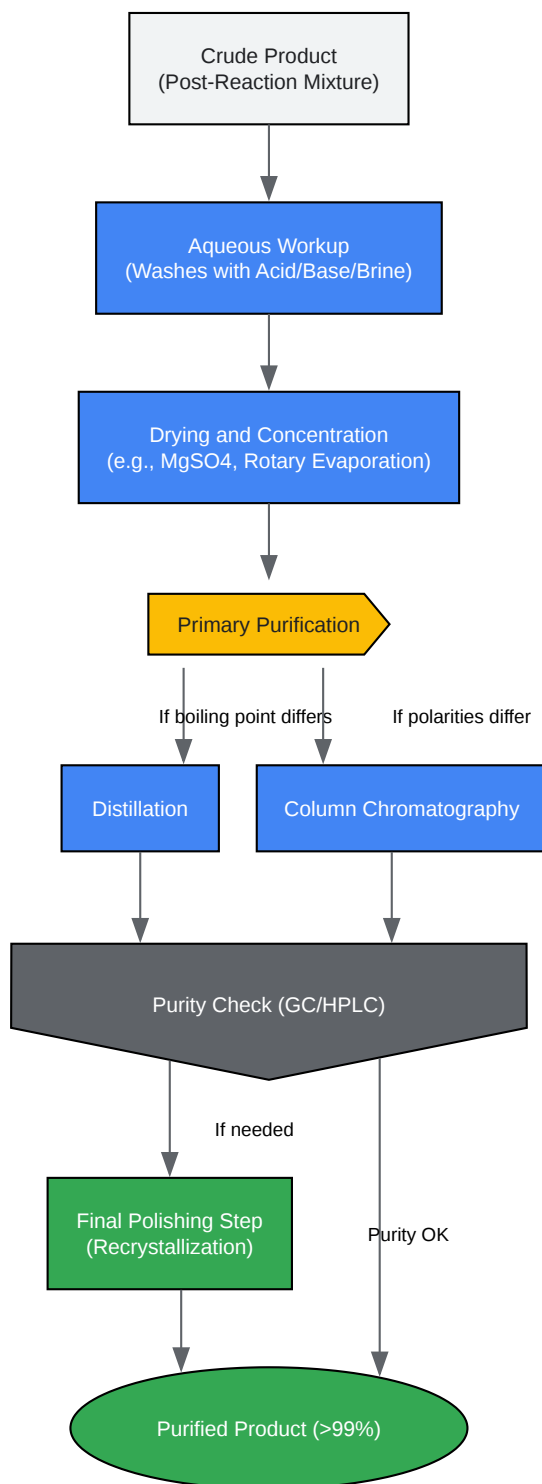 Crude Product
(Post-Reaction Mixture)
Aqueous Workup
(Washes with Acid/Base/Brine)
Drying and Concentration
(e.g., MgSO4, Rotary Evaporation)
Primary Purification
If boiling point differs
If polarities differ
Distillation
Column Chromatography
Purity Check (GC/HPLC)
If needed
Final Polishing Step
(Recrystallization)
Purity OK
Purified Product (>99%)